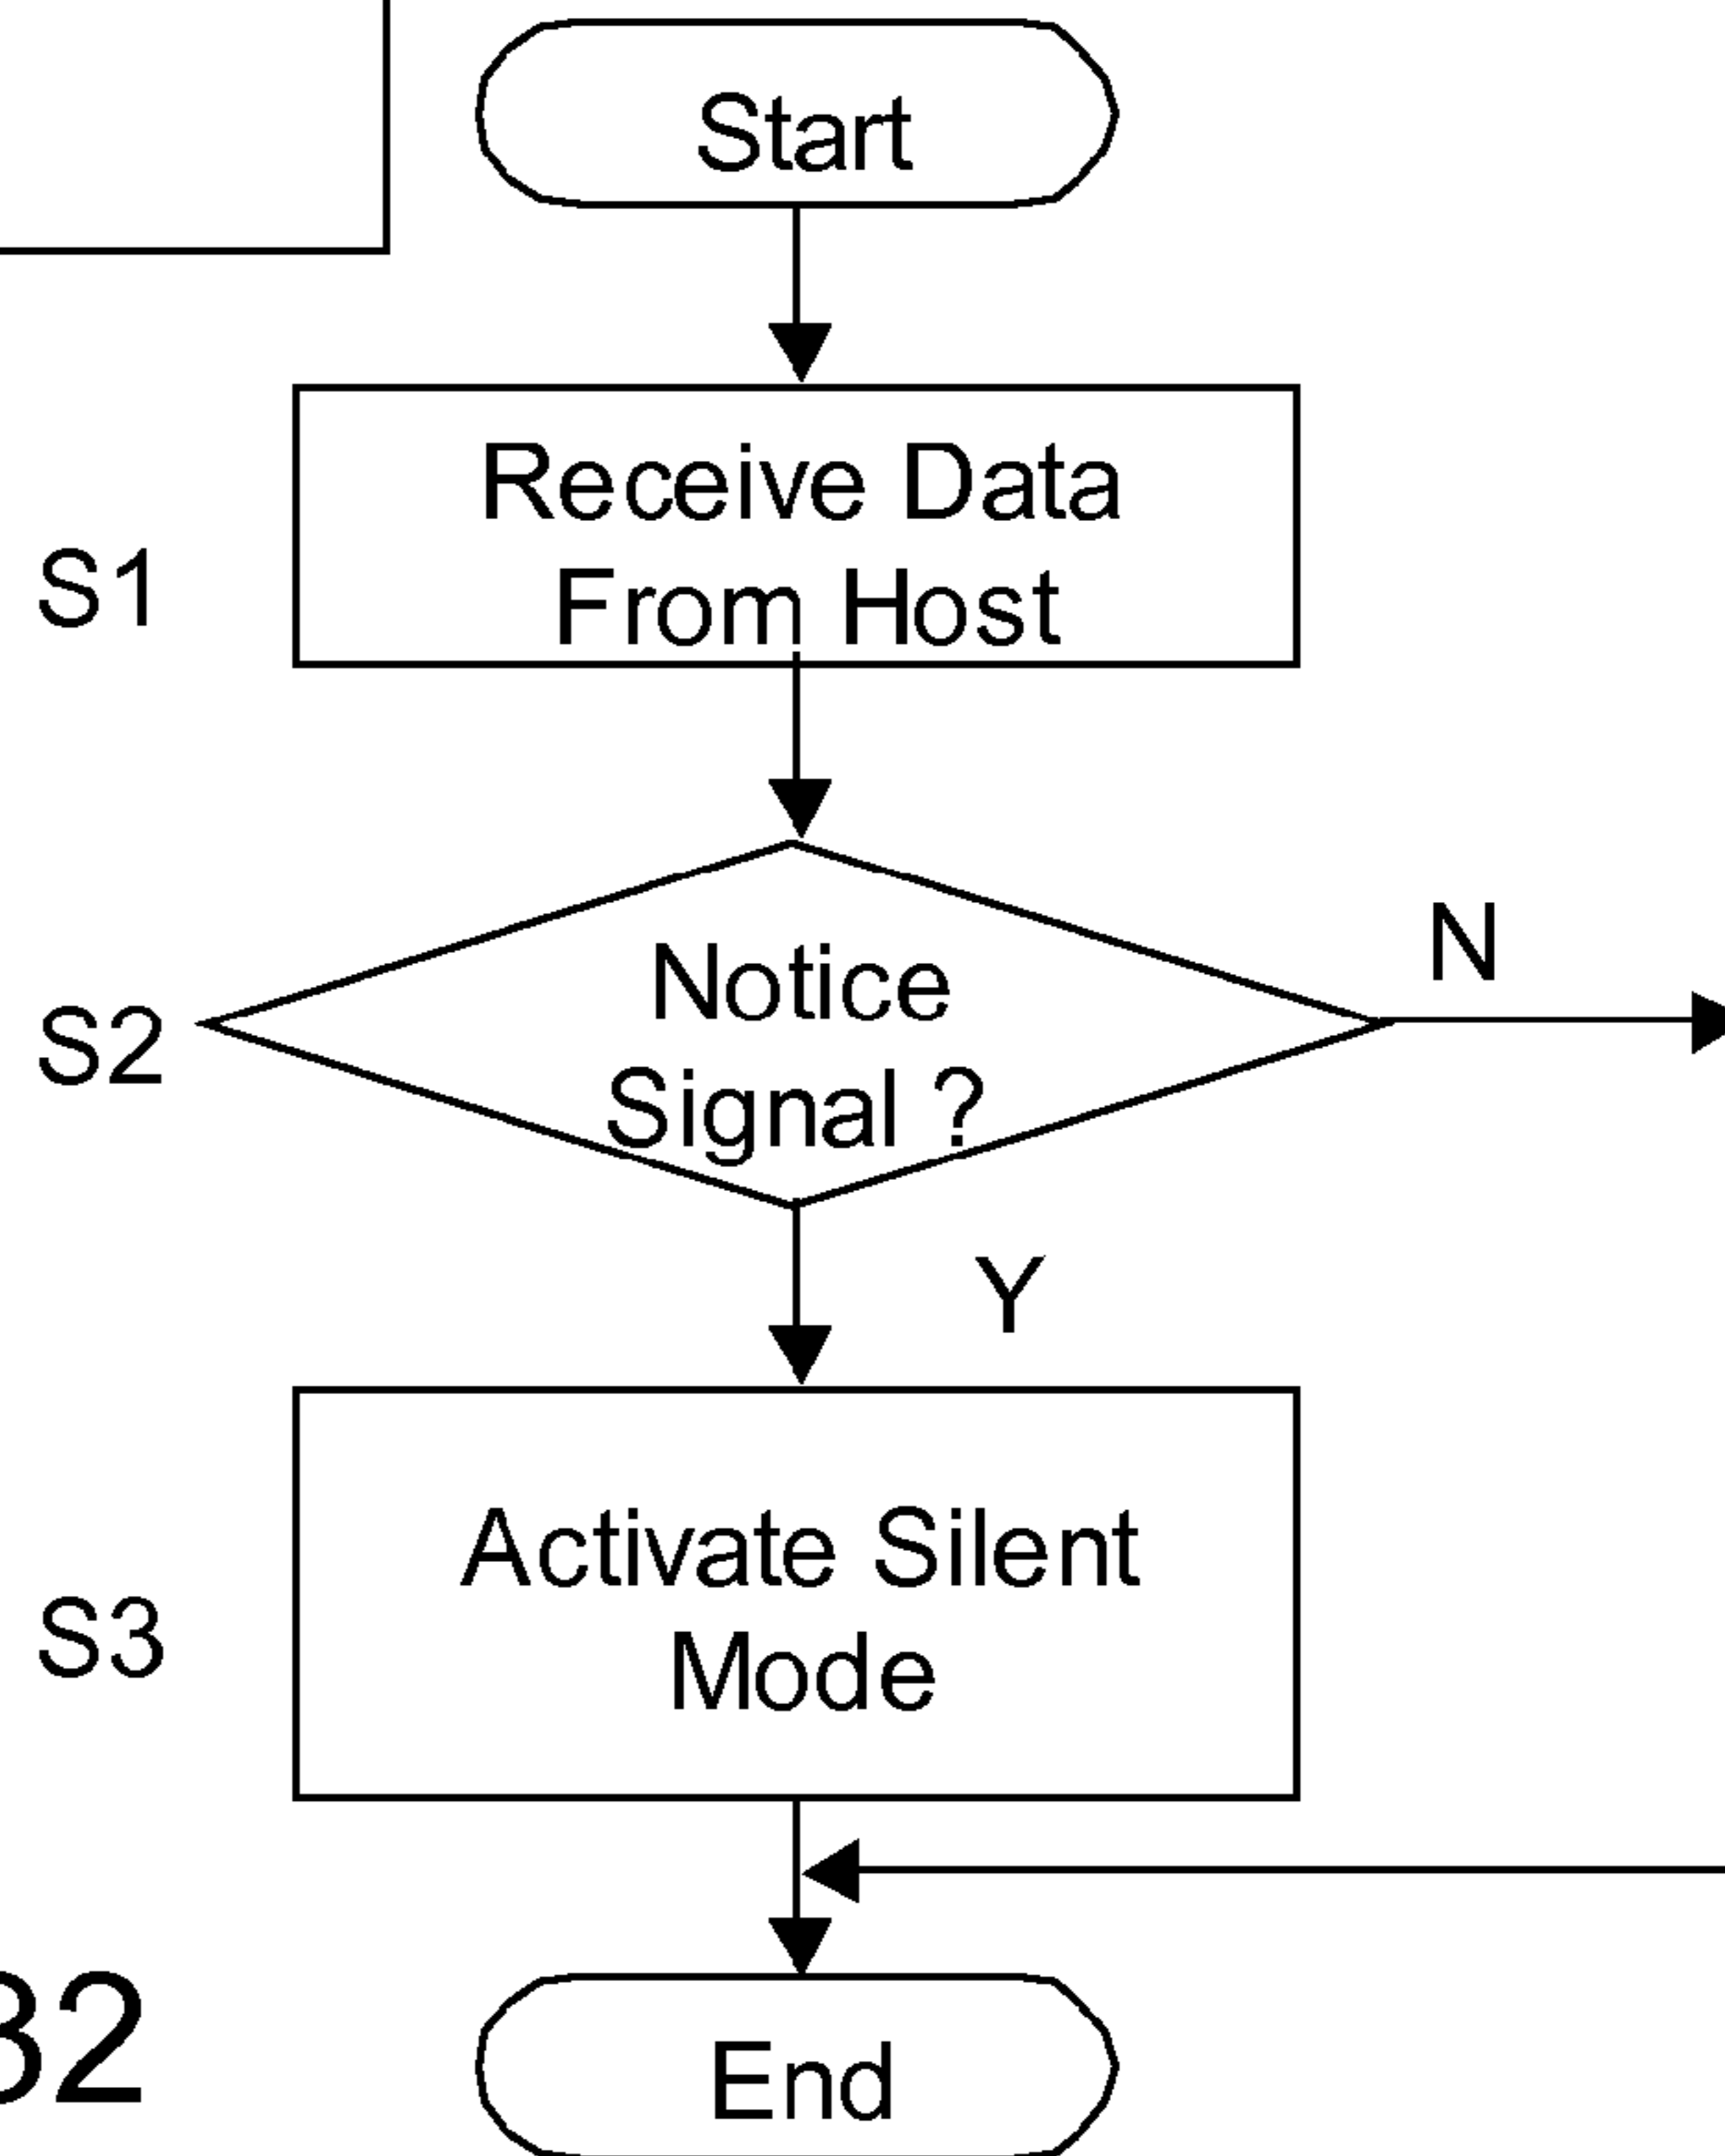 Start
Receive Data
S1
From Host
N
Notice
S2
Signal ?
Y
Activate Silent
S3
Mode
32
End